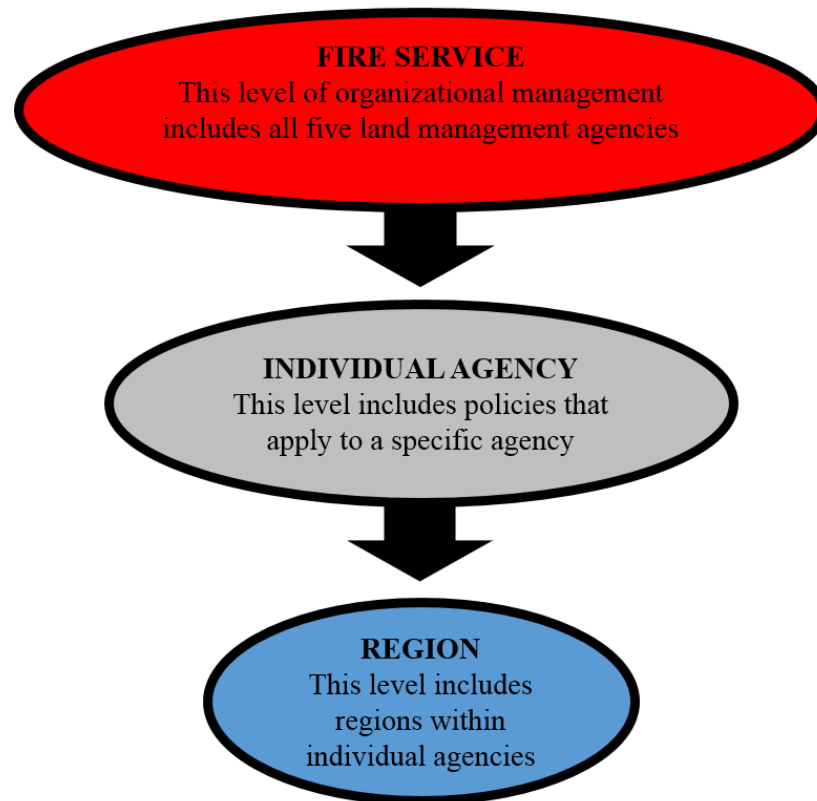 FIRE SERVICE
This level of organizational management
includes all five land management agencies
INDIVIDUAL AGENCY
This level includes policies that
apply to a specific agency
REGION
This level includes
regions within
individual agencies